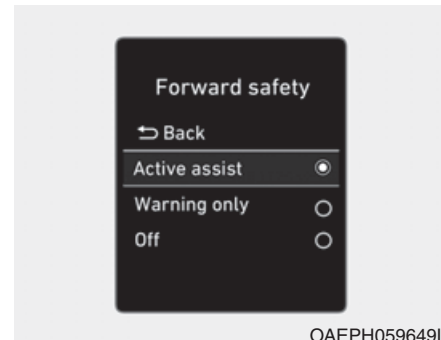 Forward safety
Back
Active assist
Warning only
Off
OAEPH059649L